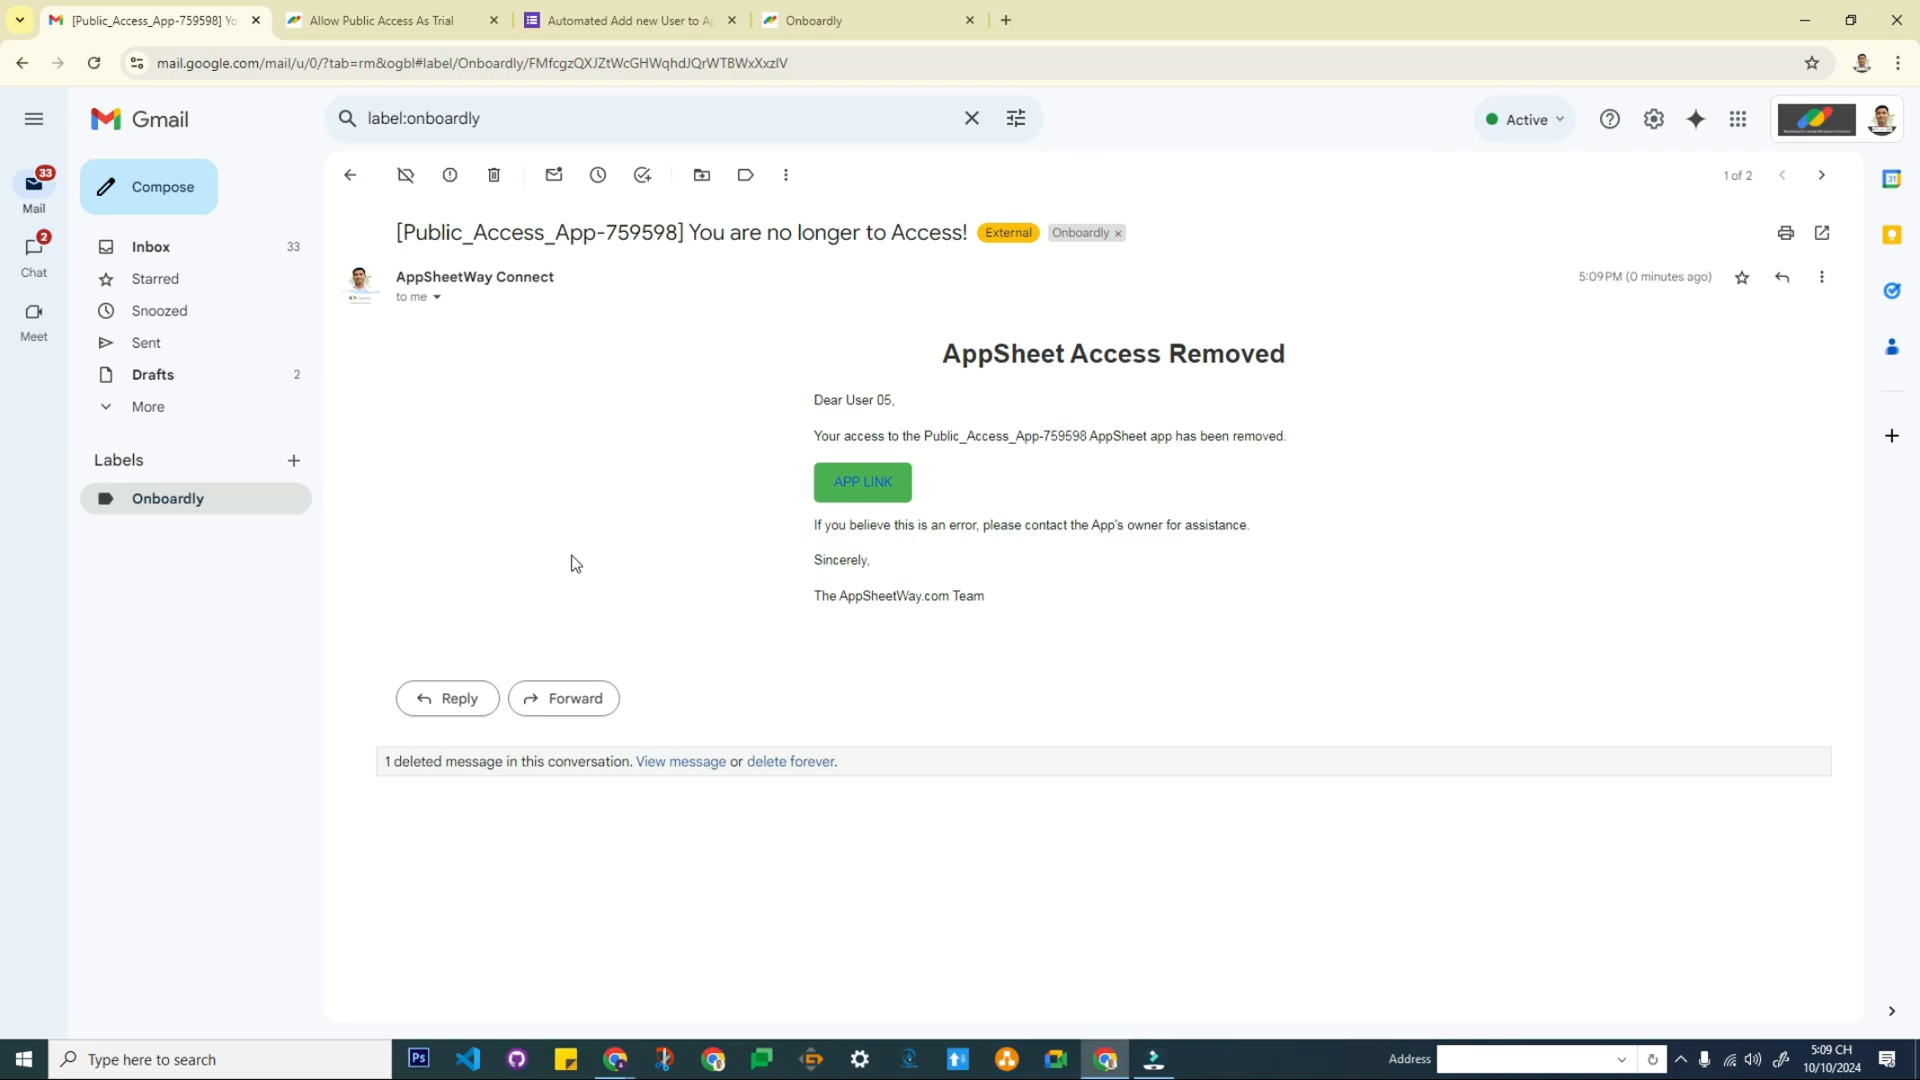 [Public_Access_App-759598] Yo
Allow Public Access As Trial
Automated Add new User to Ap
Onboardly
mail.google.com/mail/u/0/?tab=rm&ogbl#label/Onboardly/FMfcgzQXJZtWcGHWqhdJQrWTBWxXxzlV
Gmail
label:onboardly
Active
33
Mail
2
Chat
Meet
Compose
Inbox 33
Starred
Snoozed
Sent
Drafts 2
More
Labels
Onboardly
1 of 2
[Public_Access_App-759598] You are no longer to Access! External Onboardly ×
AppSheetWay Connect
to me
5:09 PM (0 minutes ago)
AppSheet Access Removed
Dear User 05,
Your access to the Public_Access_App-759598 AppSheet app has been removed.
APP LINK
If you believe this is an error, please contact the App's owner for assistance.
Sincerely,
The AppSheetWay.com Team
Reply
Forward
1 deleted message in this conversation. View message or delete forever.
31
Type here to search
Ps
Address
5:09 CH
10/10/2024